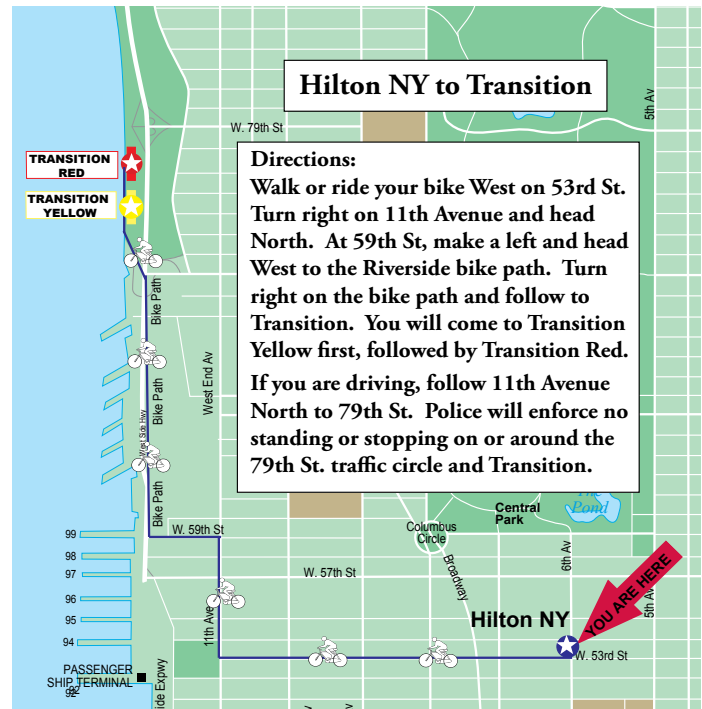 Hilton NY to Transition
5th Av
W. 79th St
TRANSITION
RED
TRANSITION
YELLOW
Directions:
Walk or ride your bike West on 53rd St.
Turn right on 11th Avenue and head
North. At 59th St, make a left and head
West to the Riverside bike path. Turn
right on the bike path and follow to
Transition. You will come to Transition
Yellow first, followed by Transition Red.
If you are driving, follow 11th Avenue
North to 79th St. Police will enforce no
standing or stopping on or around the
79th St. traffic circle and Transition.
Bike Path
Bike Path
Bike Path
West End Av
West Side Hwy
The
Pond
Central
Park
Columbus
Circle
Broadway
6th Av
W. 59th St
W. 57th St
99
98
97
96
95
94
92
11th Ave
Hilton NY
YOU ARE HERE
5th Av
W. 53rd St
PASSENGER
SHIP TERMINAL
ide Expwy